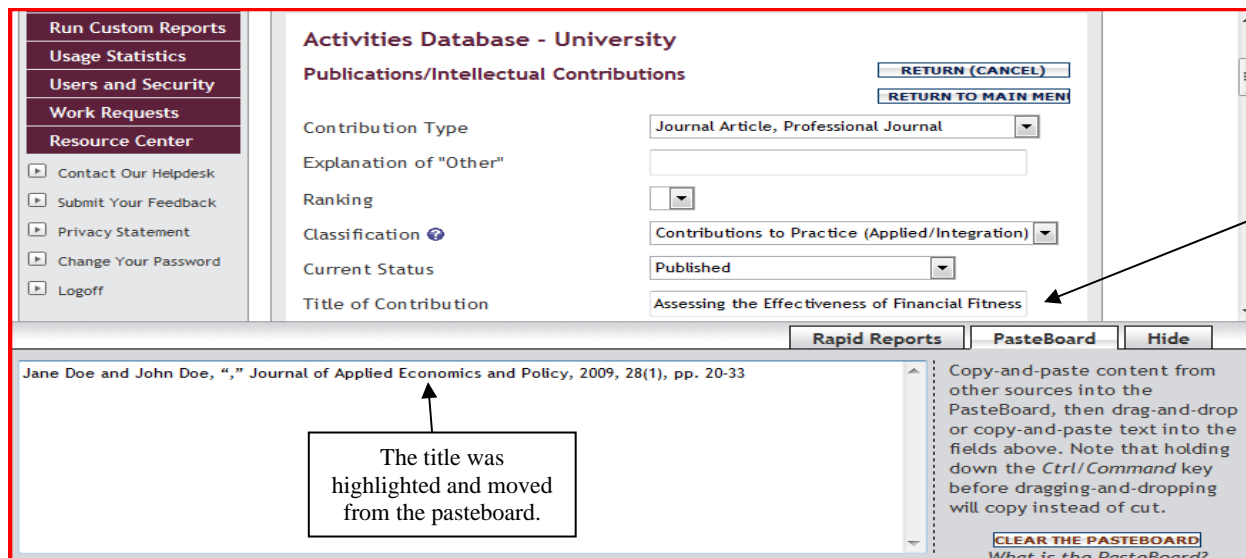 Run Custom Reports
Usage Statistics
Users and Security
Work Requests
Resource Center
Contact Our Helpdesk
Submit Your Feedback
Privacy Statement
Change Your Password
Logoff
Activities Database - University
Publications/Intellectual Contributions
RETURN (CANCEL)
RETURN TO MAIN MEN
Contribution Type
Journal Article, Professional Journal
Explanation of "Other"
Ranking
Classification
Contributions to Practice (Applied/Integration)
Current Status
Published
Title of Contribution
Assessing the Effectiveness of Financial Fitness
Rapid Reports
PasteBoard
Hide
Jane Doe and John Doe, “,” Journal of Applied Economics and Policy, 2009, 28(1), pp. 20-33
The title was
highlighted and moved
from the pasteboard.
Copy-and-paste content from
other sources into the
PasteBoard, then drag-and-drop
or copy-and-paste text into the
fields above. Note that holding
down the Ctrl/Command key
before dragging-and-dropping
will copy instead of cut.
CLEAR THE PASTEBOARD
What is the PasteBoard?